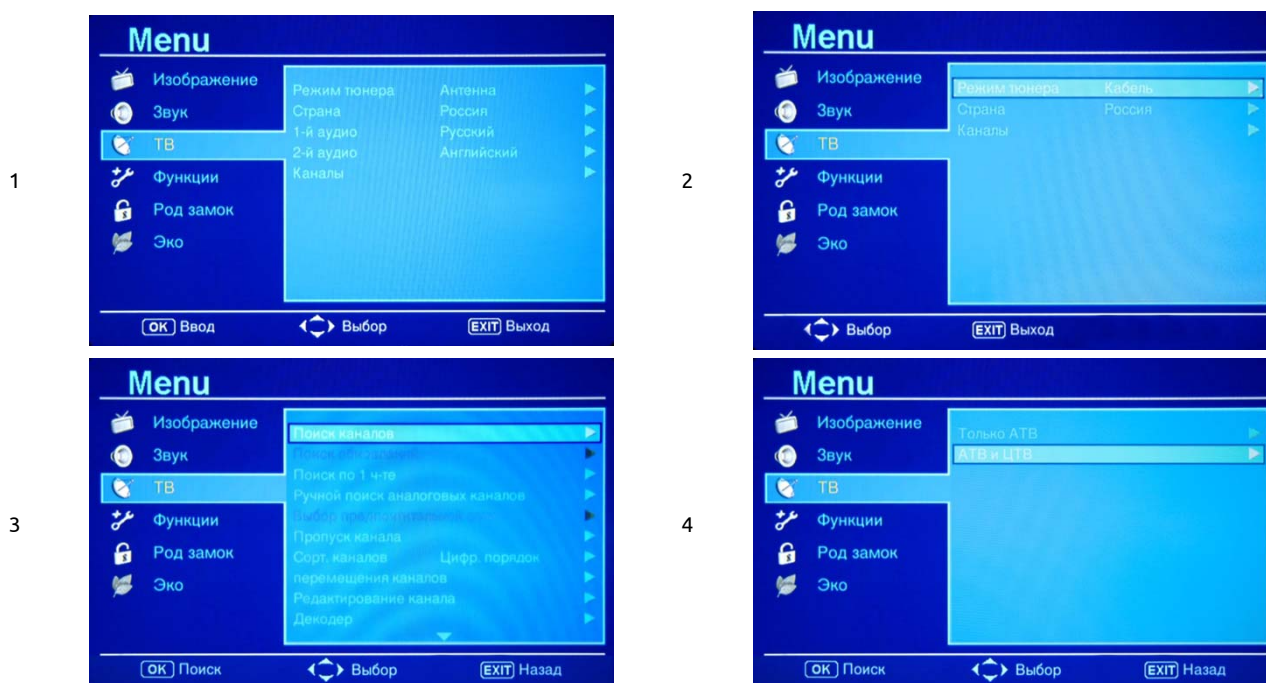 1
Menu
Изображение
Звук
ТВ
Функции
Род замок
Эко
Режим тюнера Антенна
Страна Россия
1-й аудио Русский
2-й аудио Английский
Каналы
OK Ввод Выбор EXIT Выход
2
Menu
Изображение
Звук
ТВ
Функции
Род замок
Эко
Режим тюнера Кабель
Страна Россия
Каналы
Выбор EXIT Выход
3
Menu
Изображение
Звук
ТВ
Функции
Род замок
Эко
Поиск каналов
Поиск
Поиск по 1 ч-те
Ручной поиск аналоговых каналов
Выбор
Пропуск канала
Сорт. каналов Цифр. порядок
перемещения каналов
Редактирование канала
Декодер
OK Поиск Выбор EXIT Назад
4
Menu
Изображение
Звук
ТВ
Функции
Род замок
Эко
Только АТВ
АТВ и ЦТВ
OK Поиск Выбор EXIT Назад